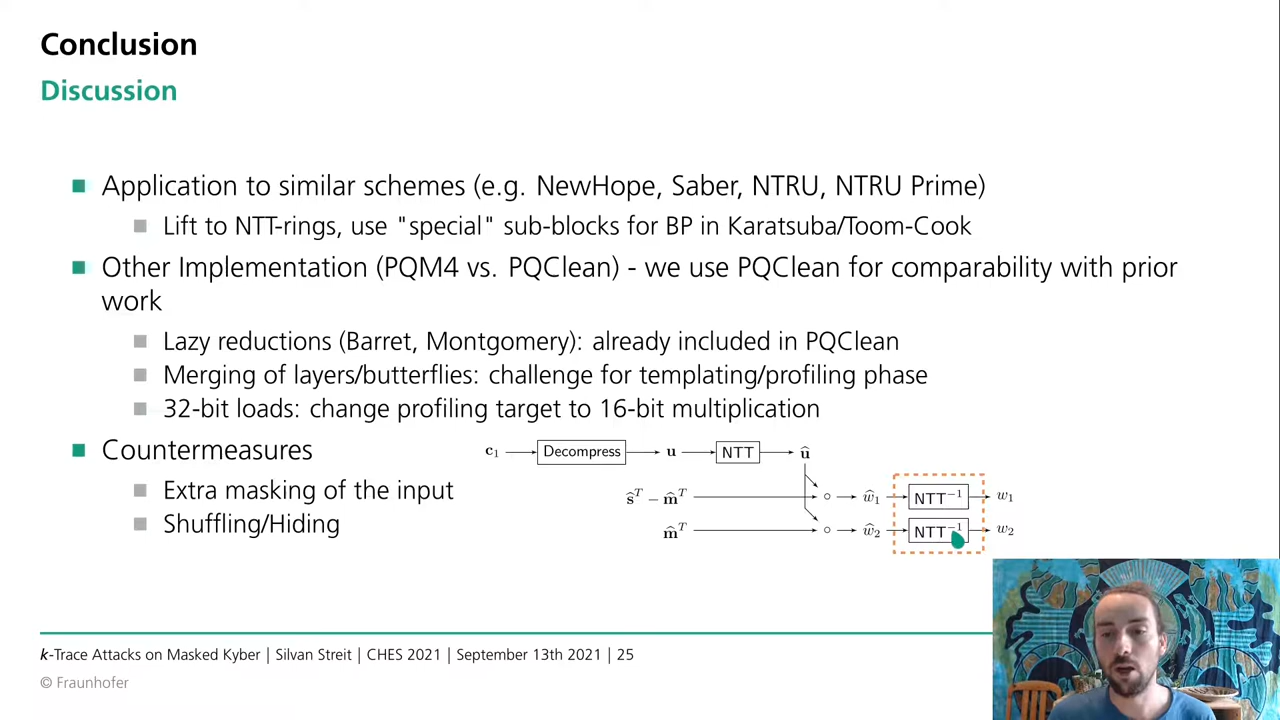 Conclusion
Discussion
Application to similar schemes (e.g. NewHope, Saber, NTRU, NTRU Prime)
Lift to NTT-rings, use "special" sub-blocks for BP in Karatsuba/Toom-Cook
Other Implementation (PQM4 vs. PQClean) - we use PQClean for comparability with prior
work
Lazy reductions (Barret, Montgomery): already included in PQClean
Merging of layers/butterflies: challenge for templating/profiling phase
32-bit loads: change profiling target to 16-bit multiplication
Countermeasures
Extra masking of the input
Shuffling/Hiding
c₁ Decompress u NTT û
ŝᵀ − m̂ᵀ ∘ ŵ₁ NTT⁻¹ w₁
m̂ᵀ ∘ ŵ₂ NTT⁻¹ w₂
k-Trace Attacks on Masked Kyber | Silvan Streit | CHES 2021 | September 13th 2021 | 25
© Fraunhofer